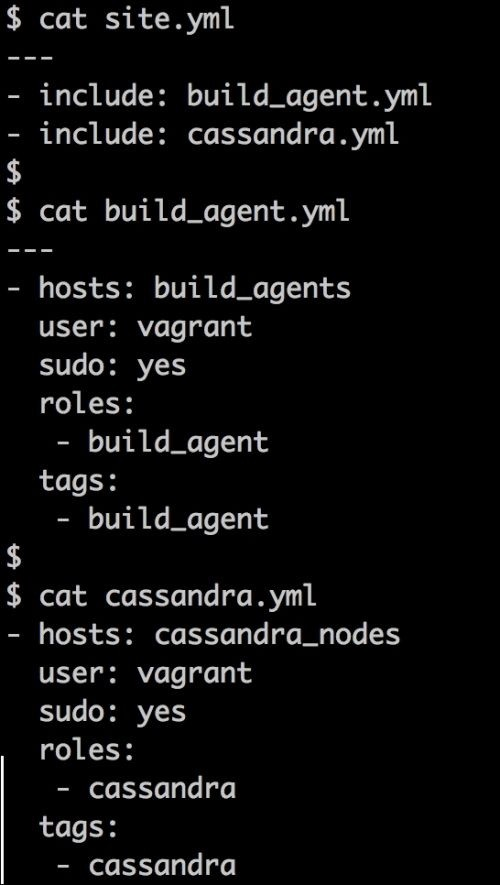 $ cat site.yml
---
- include: build_agent.yml
- include: cassandra.yml
$
$ cat build_agent.yml
---
- hosts: build_agents
  user: vagrant
  sudo: yes
  roles:
   - build_agent
  tags:
   - build_agent
$
$ cat cassandra.yml
- hosts: cassandra_nodes
  user: vagrant
  sudo: yes
  roles:
   - cassandra
  tags:
   - cassandra